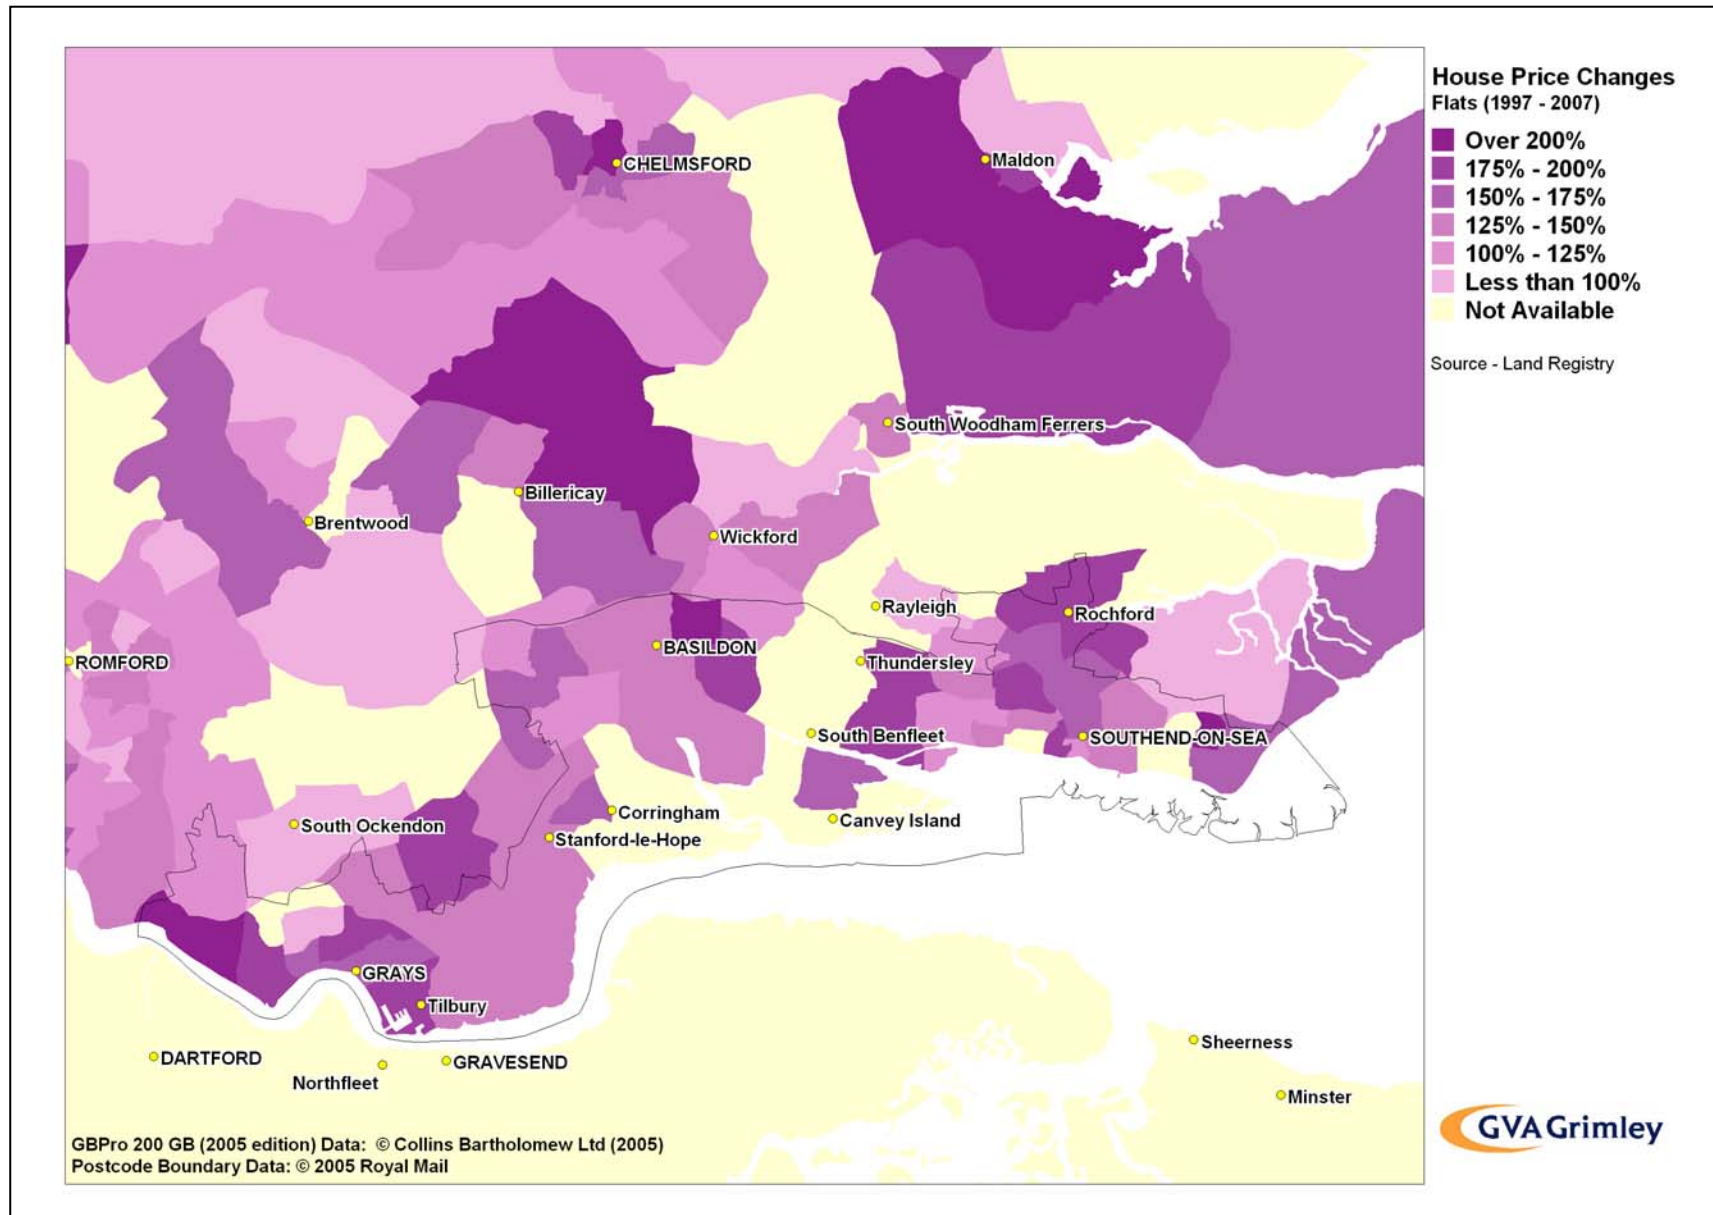 House Price Changes
Flats (1997 - 2007)
Over 200%
175% - 200%
150% - 175%
125% - 150%
100% - 125%
Less than 100%
Not Available
Source - Land Registry
CHELMSFORD
Maldon
South Woodham Ferrers
Billericay
Brentwood
Wickford
Rayleigh
Rochford
ROMFORD
BASILDON
Thundersley
South Benfleet
SOUTHEND-ON-SEA
Corringham
South Ockendon
Canvey Island
Stanford-le-Hope
GRAYS
Tilbury
Sheerness
DARTFORD
GRAVESEND
Northfleet
Minster
GVA Grimley
GBPro 200 GB (2005 edition) Data: © Collins Bartholomew Ltd (2005)
Postcode Boundary Data: © 2005 Royal Mail